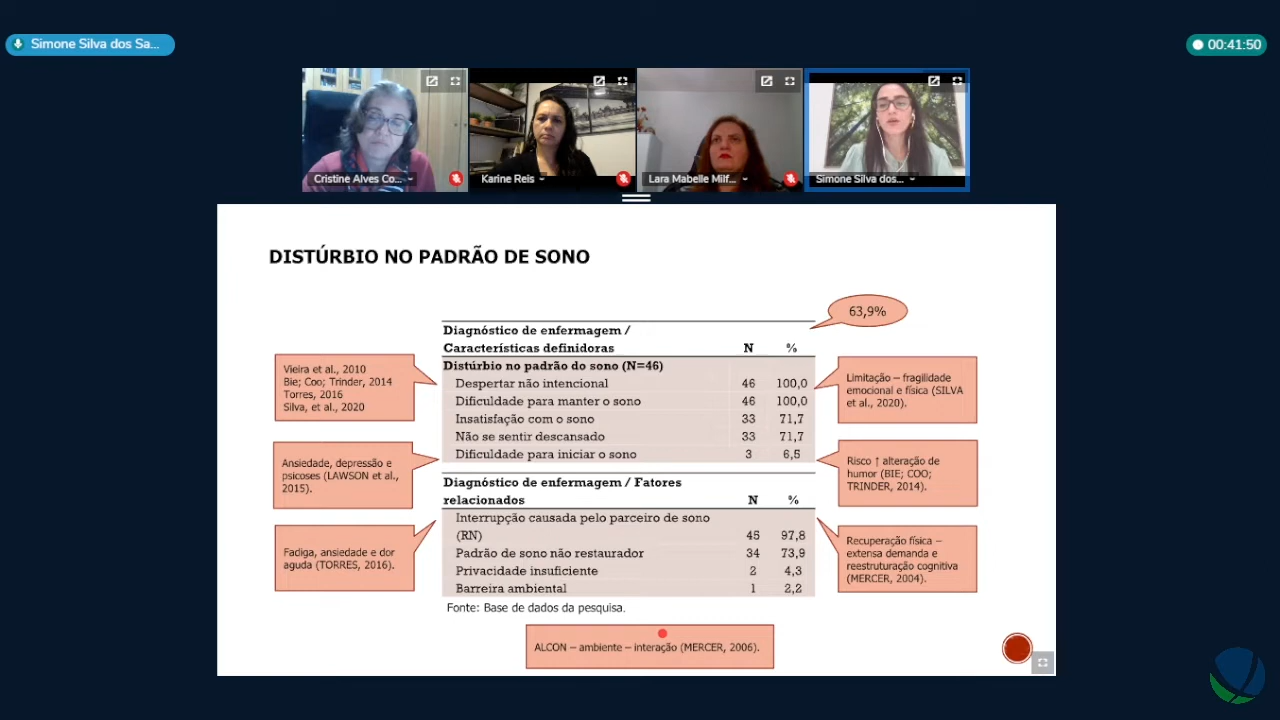 Simone Silva dos Sa...
00:41:50
Cristine Alves Co...
Karine Reis
Lara Mabelle Milf...
Simone Silva dos...
DISTÚRBIO NO PADRÃO DE SONO
63,9%
Diagnóstico de enfermagem /
Características definidoras N %
Distúrbio no padrão do sono (N=46)
Despertar não intencional 46 100,0
Dificuldade para manter o sono 46 100,0
Insatisfação com o sono 33 71,7
Não se sentir descansado 33 71,7
Dificuldade para iniciar o sono 3 6,5
Diagnóstico de enfermagem / Fatores
relacionados N %
Interrupção causada pelo parceiro de sono
(RN) 45 97,8
Padrão de sono não restaurador 34 73,9
Privacidade insuficiente 2 4,3
Barreira ambiental 1 2,2
Fonte: Base de dados da pesquisa.
Vieira et al., 2010
Bie; Coo; Trinder, 2014
Torres, 2016
Silva, et al., 2020
Ansiedade, depressão e
psicoses (LAWSON et al.,
2015).
Fadiga, ansiedade e dor
aguda (TORRES, 2016).
Limitação – fragilidade
emocional e física (SILVA
et al., 2020).
Risco ↑ alteração de
humor (BIE; COO;
TRINDER, 2014).
Recuperação física –
extensa demanda e
reestruturação cognitiva
(MERCER, 2004).
ALCON – ambiente – interação (MERCER, 2006).